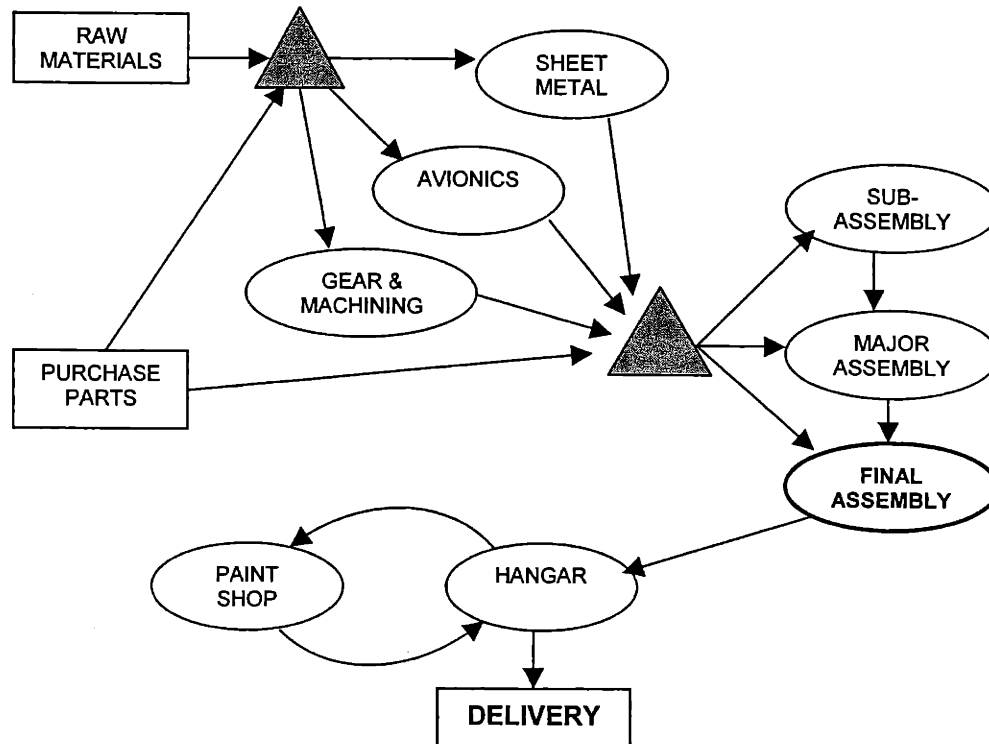 RAW
MATERIALS
SHEET
METAL
AVIONICS
SUB-
ASSEMBLY
GEAR &
MACHINING
MAJOR
ASSEMBLY
PURCHASE
PARTS
FINAL
ASSEMBLY
PAINT
SHOP
HANGAR
DELIVERY